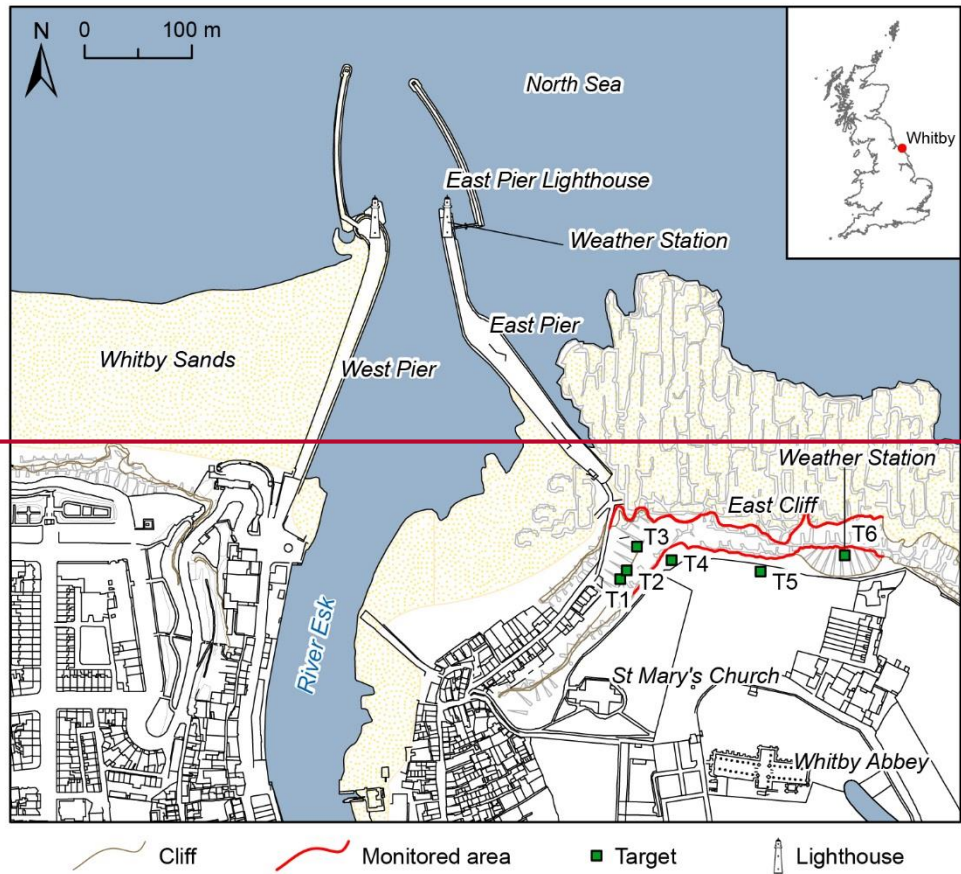 N
0 100 m
North Sea
Whitby
East Pier Lighthouse
Weather Station
East Pier
Whitby Sands
West Pier
Weather Station
East Cliff
T3
T6
T4
T2
T5
T1
River Esk
St Mary's Church
Whitby Abbey
Cliff
Monitored area
Target
Lighthouse